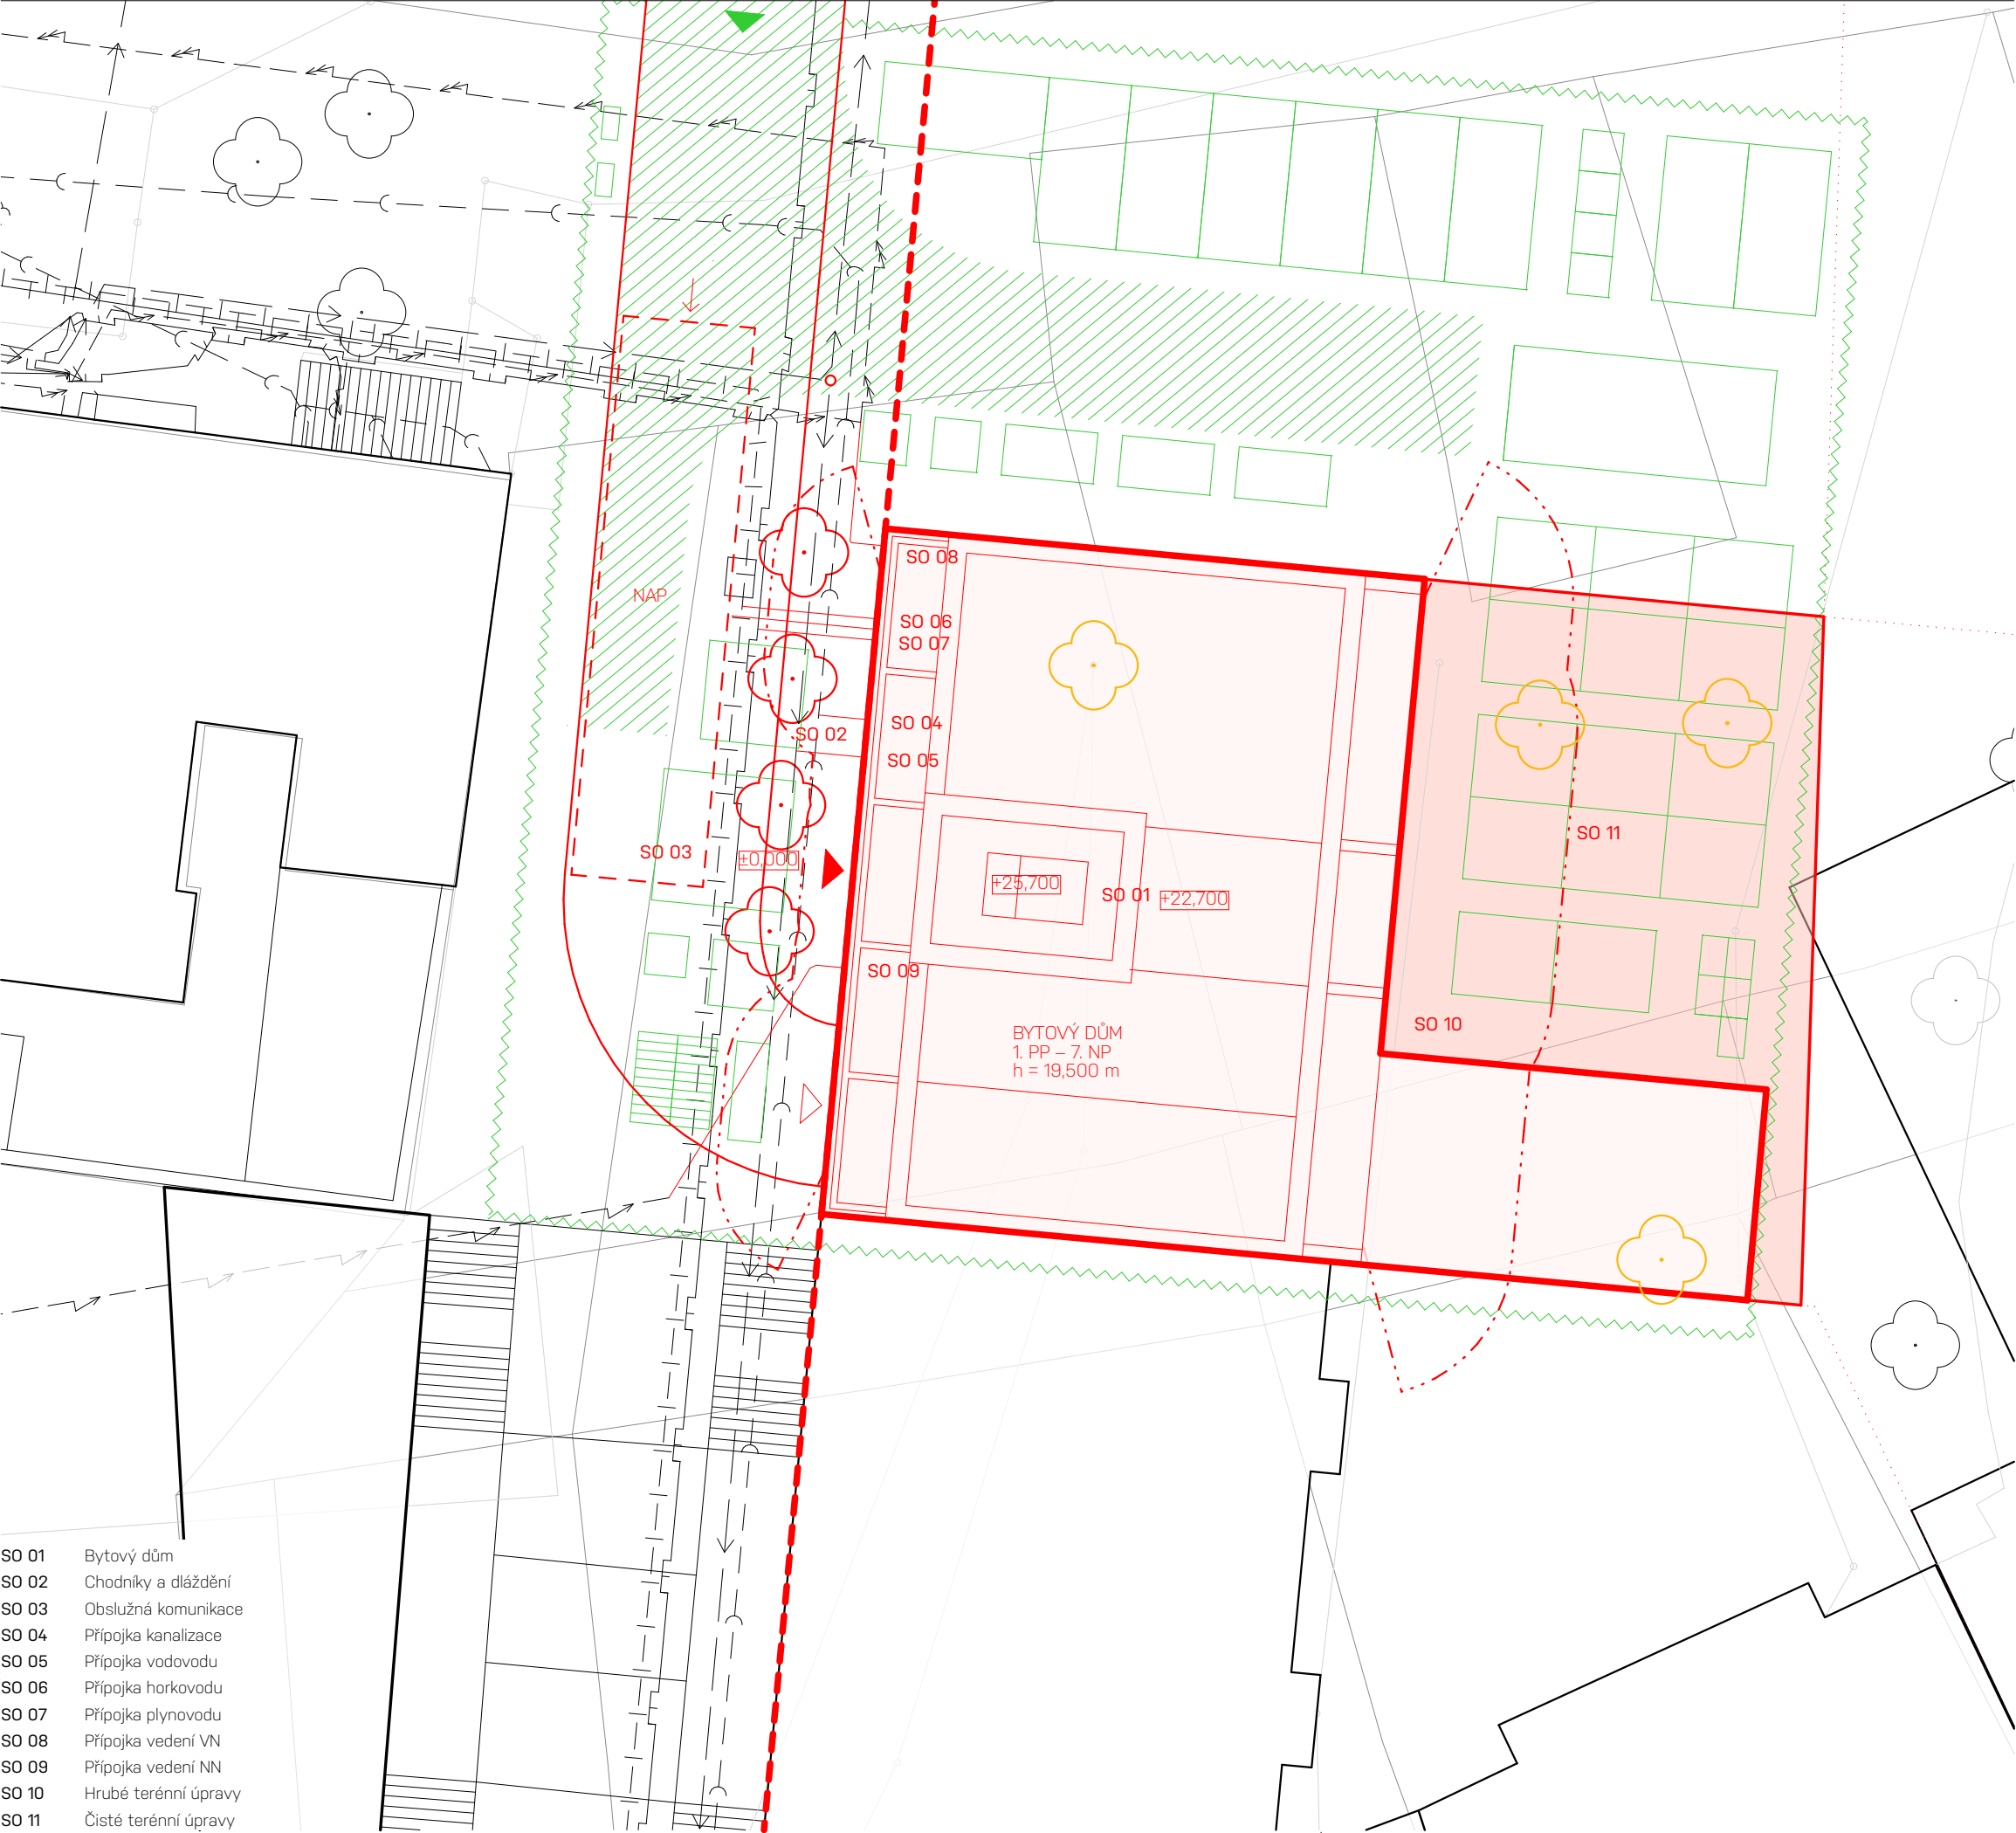 SO 08
NAP
SO 06
SO 07
SO 04
SO 02
SO 05
SO 11
SO 03
±0,000
+25,700
SO 01
+22,700
SO 09
SO 10
BYTOVÝ DŮM
1. PP – 7. NP
h = 19,500 m
SO 01 Bytový dům
SO 02 Chodníky a dláždění
SO 03 Obslužná komunikace
SO 04 Přípojka kanalizace
SO 05 Přípojka vodovodu
SO 06 Přípojka horkovodu
SO 07 Přípojka plynovodu
SO 08 Přípojka vedení VN
SO 09 Přípojka vedení NN
SO 10 Hrubé terénní úpravy
SO 11 Čisté terénní úpravy